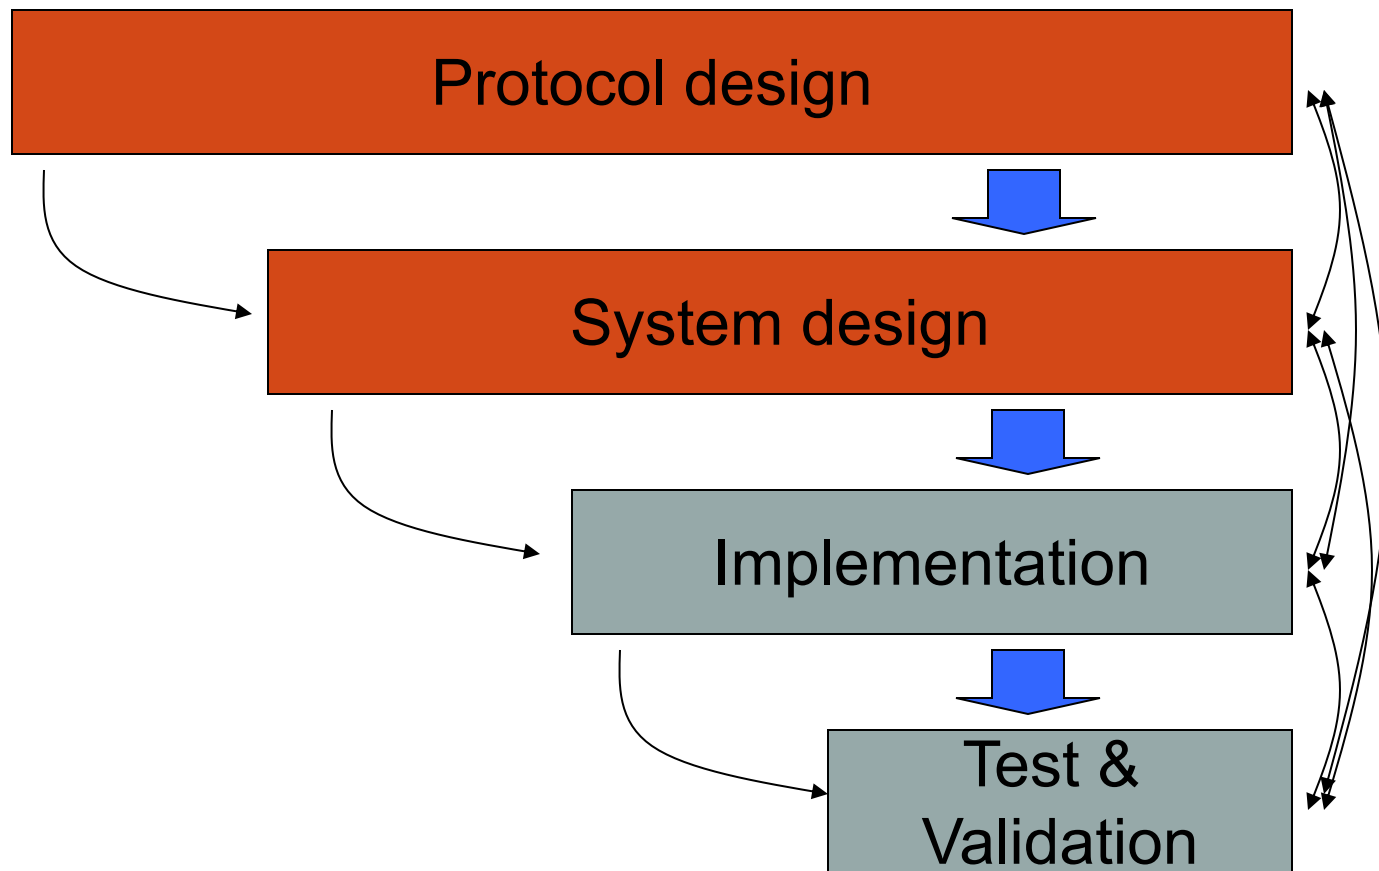 Protocol design
System design
Implementation
Test &
Validation